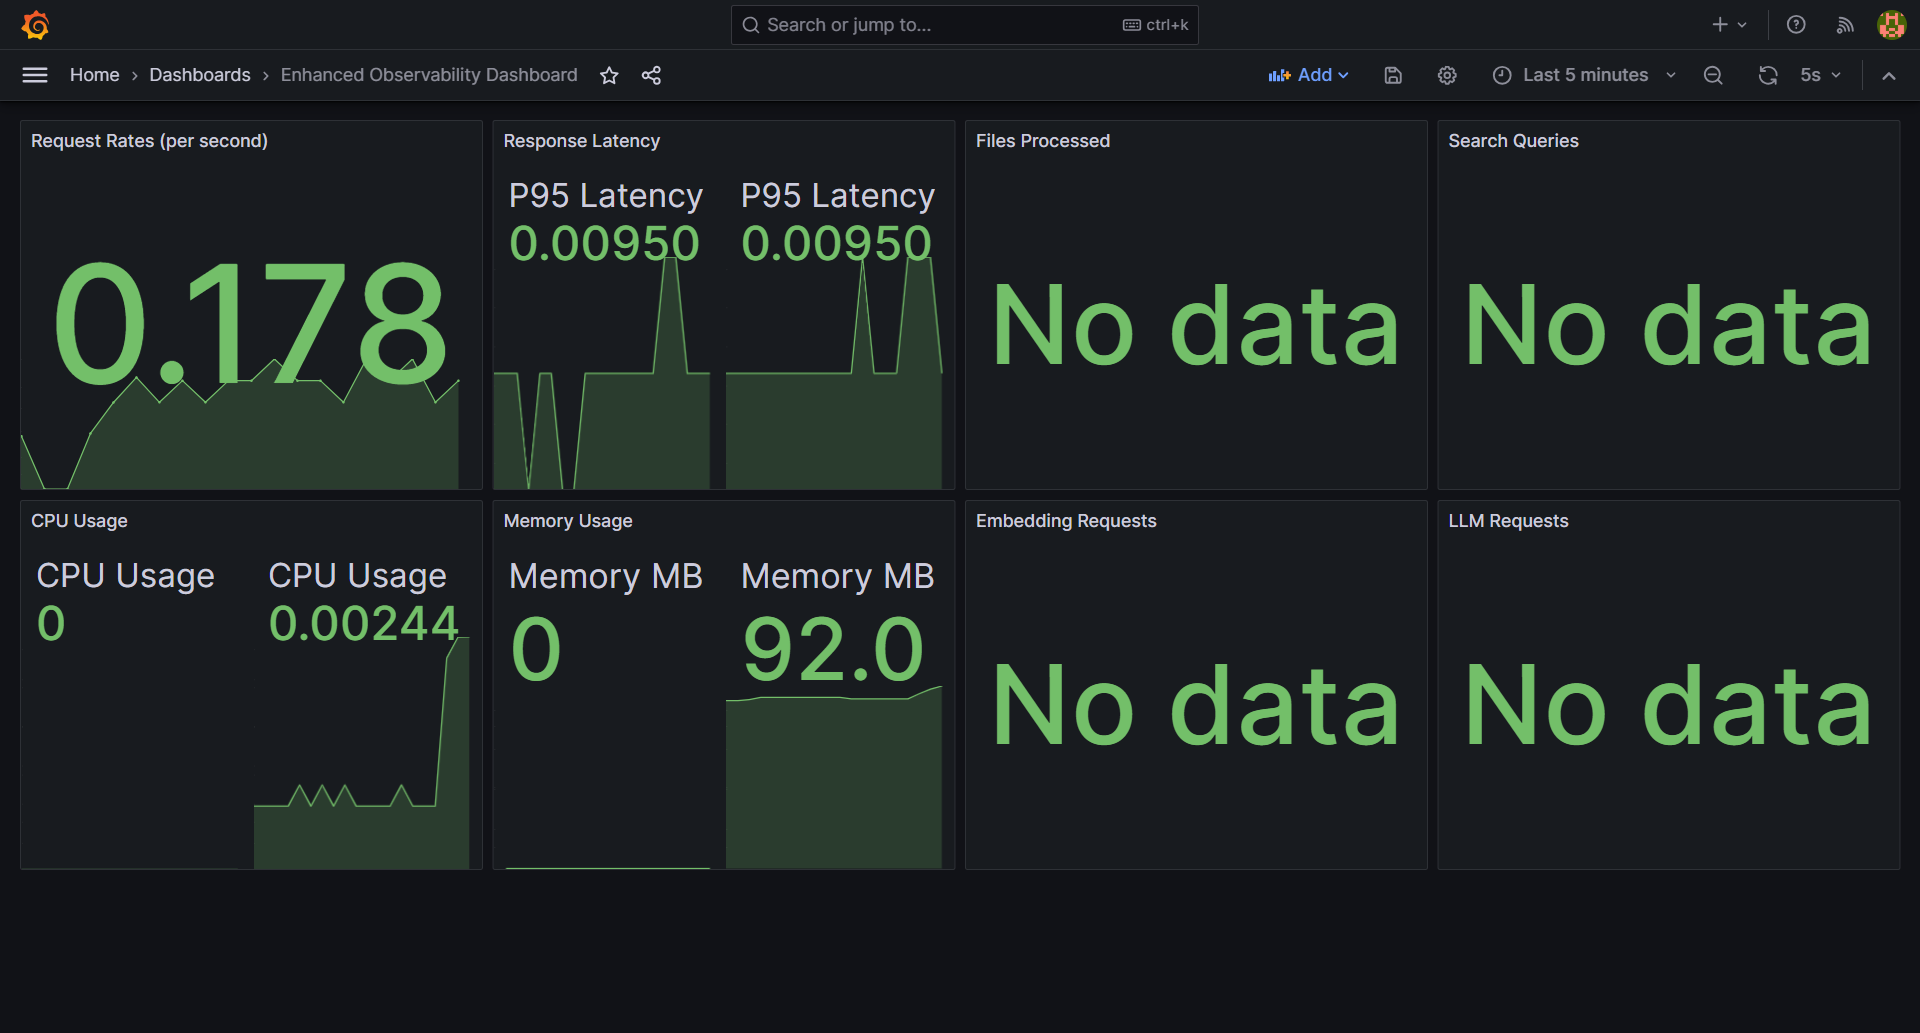 Search or jump to...
ctrl+k
Home › Dashboards › Enhanced Observability Dashboard
Add
Last 5 minutes
5s
Request Rates (per second)
0.178
Response Latency
P95 Latency
0.00950
P95 Latency
0.00950
Files Processed
No data
Search Queries
No data
CPU Usage
CPU Usage
0
CPU Usage
0.00244
Memory Usage
Memory MB
0
Memory MB
92.0
Embedding Requests
No data
LLM Requests
No data